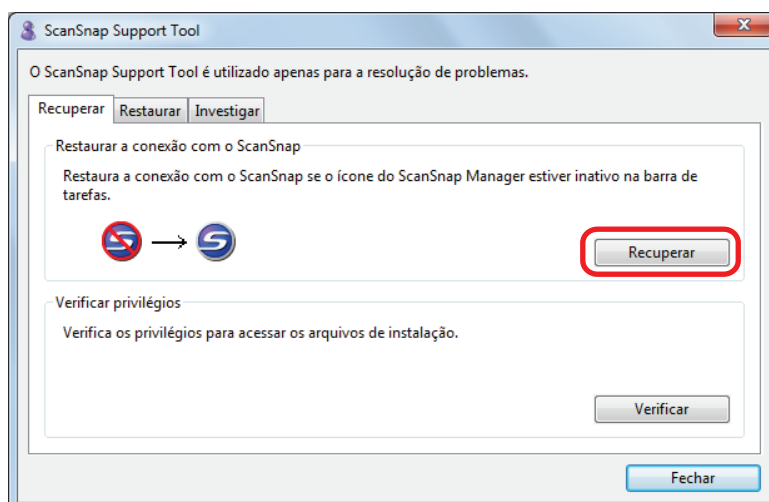 ScanSnap Support Tool
O ScanSnap Support Tool é utilizado apenas para a resolução de problemas.
Recuperar Restaurar Investigar
Restaurar a conexão com o ScanSnap
Restaura a conexão com o ScanSnap se o ícone do ScanSnap Manager estiver inativo na barra de
tarefas.
Recuperar
Verificar privilégios
Verifica os privilégios para acessar os arquivos de instalação.
Verificar
Fechar